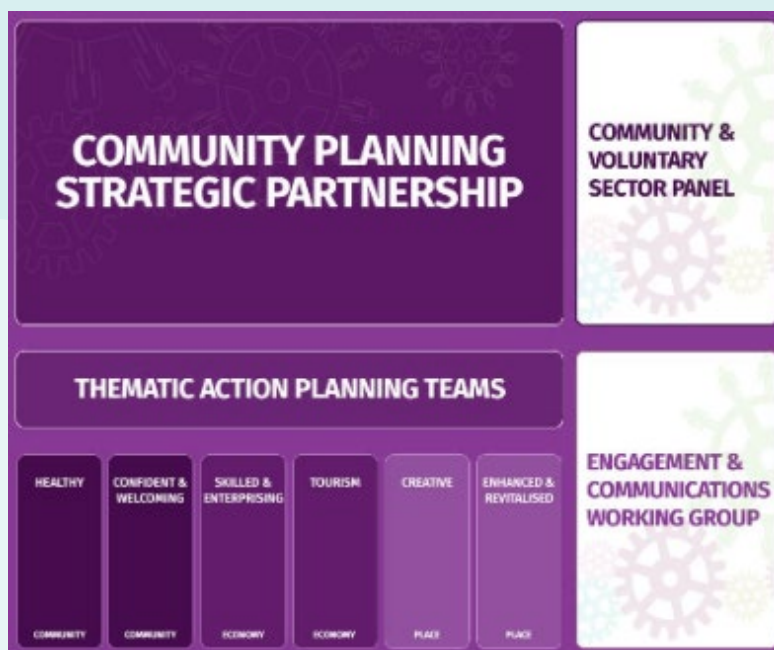 COMMUNITY PLANNING
STRATEGIC PARTNERSHIP
COMMUNITY &
VOLUNTARY
SECTOR PANEL
THEMATIC ACTION PLANNING TEAMS
HEALTHY
COMMUNITY
CONFIDENT &
WELCOMING
COMMUNITY
SKILLED &
ENTERPRISING
ECONOMY
TOURISM
ECONOMY
CREATIVE
PLACE
ENHANCED &
REVITALISED
PLACE
ENGAGEMENT &
COMMUNICATIONS
WORKING GROUP